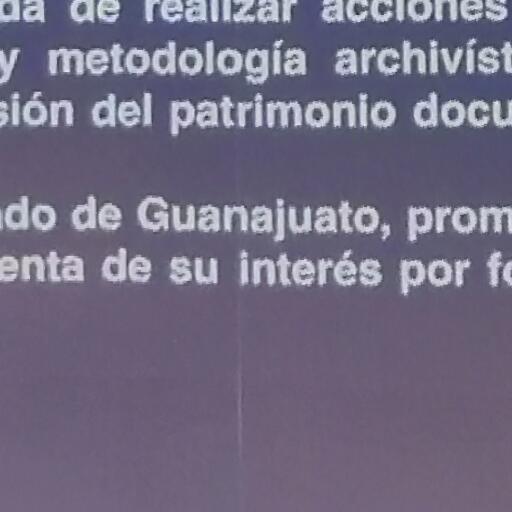 da de realizar acciones
y metodología archivíst
sión del patrimonio docu
ado de Guanajuato, prom
enta de su interés por fo